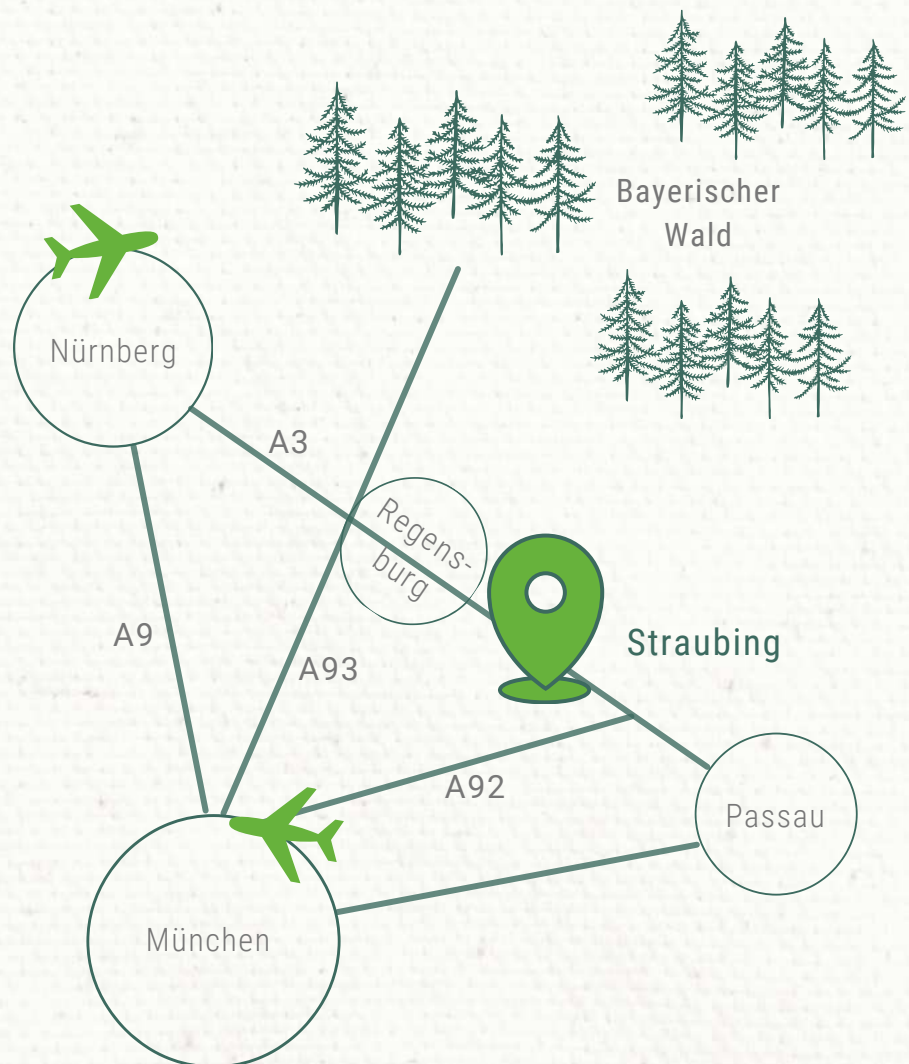 Bayerischer
Wald
Nürnberg
A3
Regens-
burg
A9
Straubing
A93
A92
Passau
München